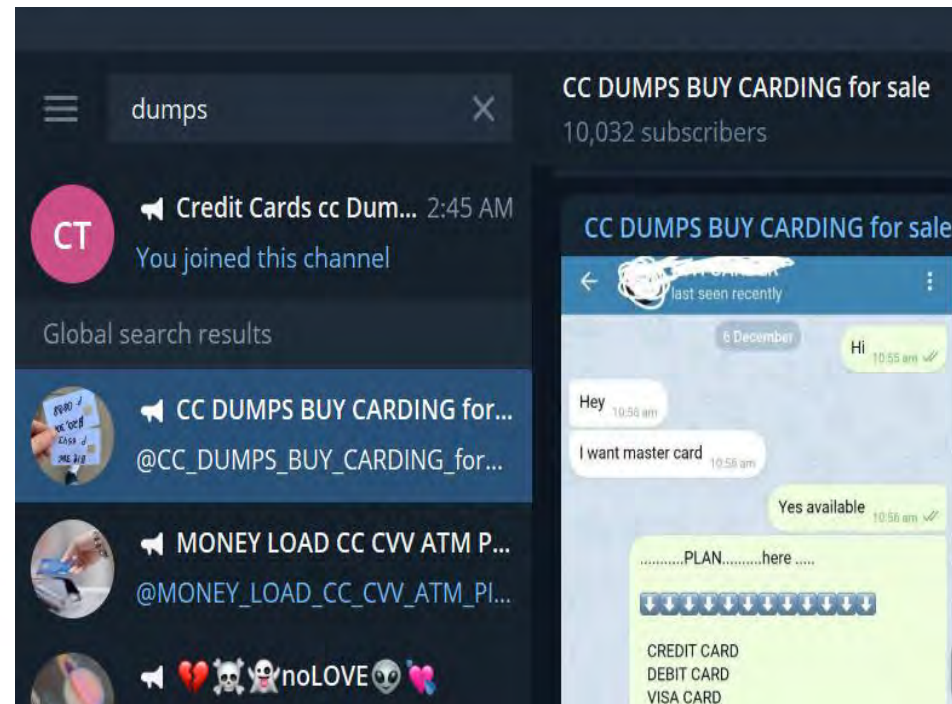 dumps
Credit Cards cc Dum... 2:45 AM
You joined this channel
Global search results
CC DUMPS BUY CARDING for...
@CC_DUMPS_BUY_CARDING_for...
MONEY LOAD CC CVV ATM P...
@MONEY_LOAD_CC_CVV_ATM_Pl...
💔☠️👻noLOVE👽💘
CT
CC DUMPS BUY CARDING for sale
10,032 subscribers
CC DUMPS BUY CARDING for sale
last seen recently
6 December
Hi 10:55 am
Hey 10:56 am
I want master card 10:56 am
Yes available 10:56 am
...........PLAN..........here .....
⬇⬇⬇⬇⬇⬇⬇⬇⬇⬇⬇⬇
CREDIT CARD
DEBIT CARD
VISA CARD